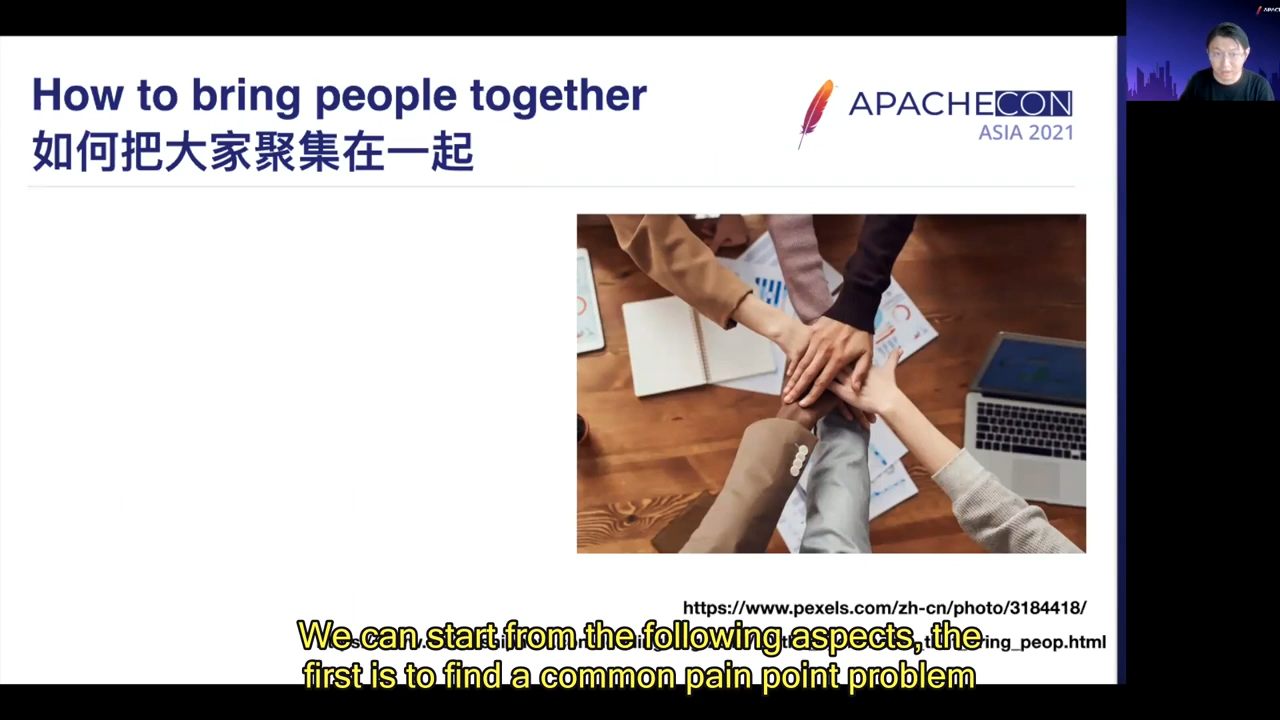 How to bring people together
如何把大家聚集在一起
APACHECON
ASIA 2021
https://www.pexels.com/zh-cn/photo/3184418/
We can start from the following aspects, the
first is to find a common pain point problem
ring_peop.html